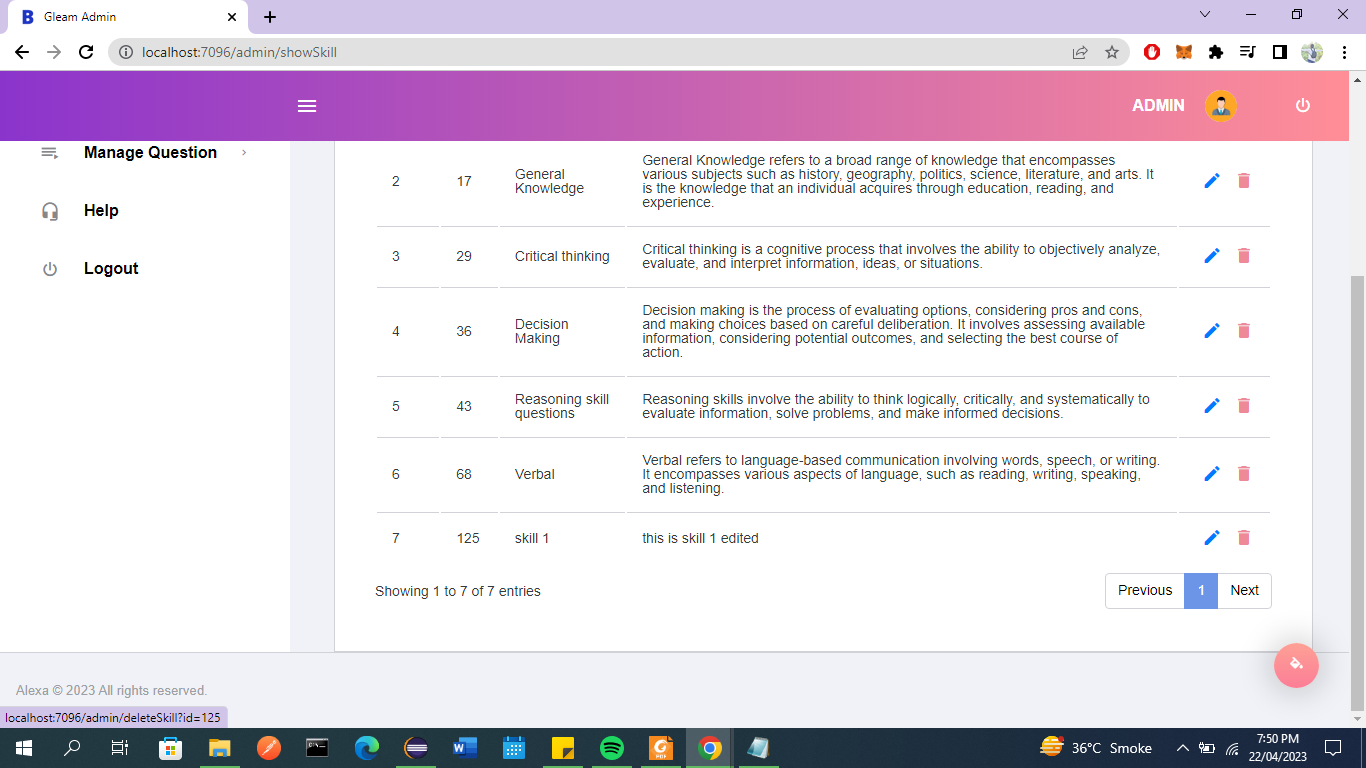 Gleam Admin
localhost:7096/admin/showSkill
ADMIN
Manage Question
Help
Logout
2 17 General Knowledge General Knowledge refers to a broad range of knowledge that encompasses
various subjects such as history, geography, politics, science, literature, and arts. It
is the knowledge that an individual acquires through education, reading, and
experience.
3 29 Critical thinking Critical thinking is a cognitive process that involves the ability to objectively analyze,
evaluate, and interpret information, ideas, or situations.
4 36 Decision Making Decision making is the process of evaluating options, considering pros and cons,
and making choices based on careful deliberation. It involves assessing available
information, considering potential outcomes, and selecting the best course of
action.
5 43 Reasoning skill questions Reasoning skills involve the ability to think logically, critically, and systematically to
evaluate information, solve problems, and make informed decisions.
6 68 Verbal Verbal refers to language-based communication involving words, speech, or writing.
It encompasses various aspects of language, such as reading, writing, speaking,
and listening.
7 125 skill 1 this is skill 1 edited
Showing 1 to 7 of 7 entries
Previous 1 Next
Alexa © 2023 All rights reserved.
localhost:7096/admin/deleteSkill?id=125
36°C Smoke
7:50 PM
22/04/2023